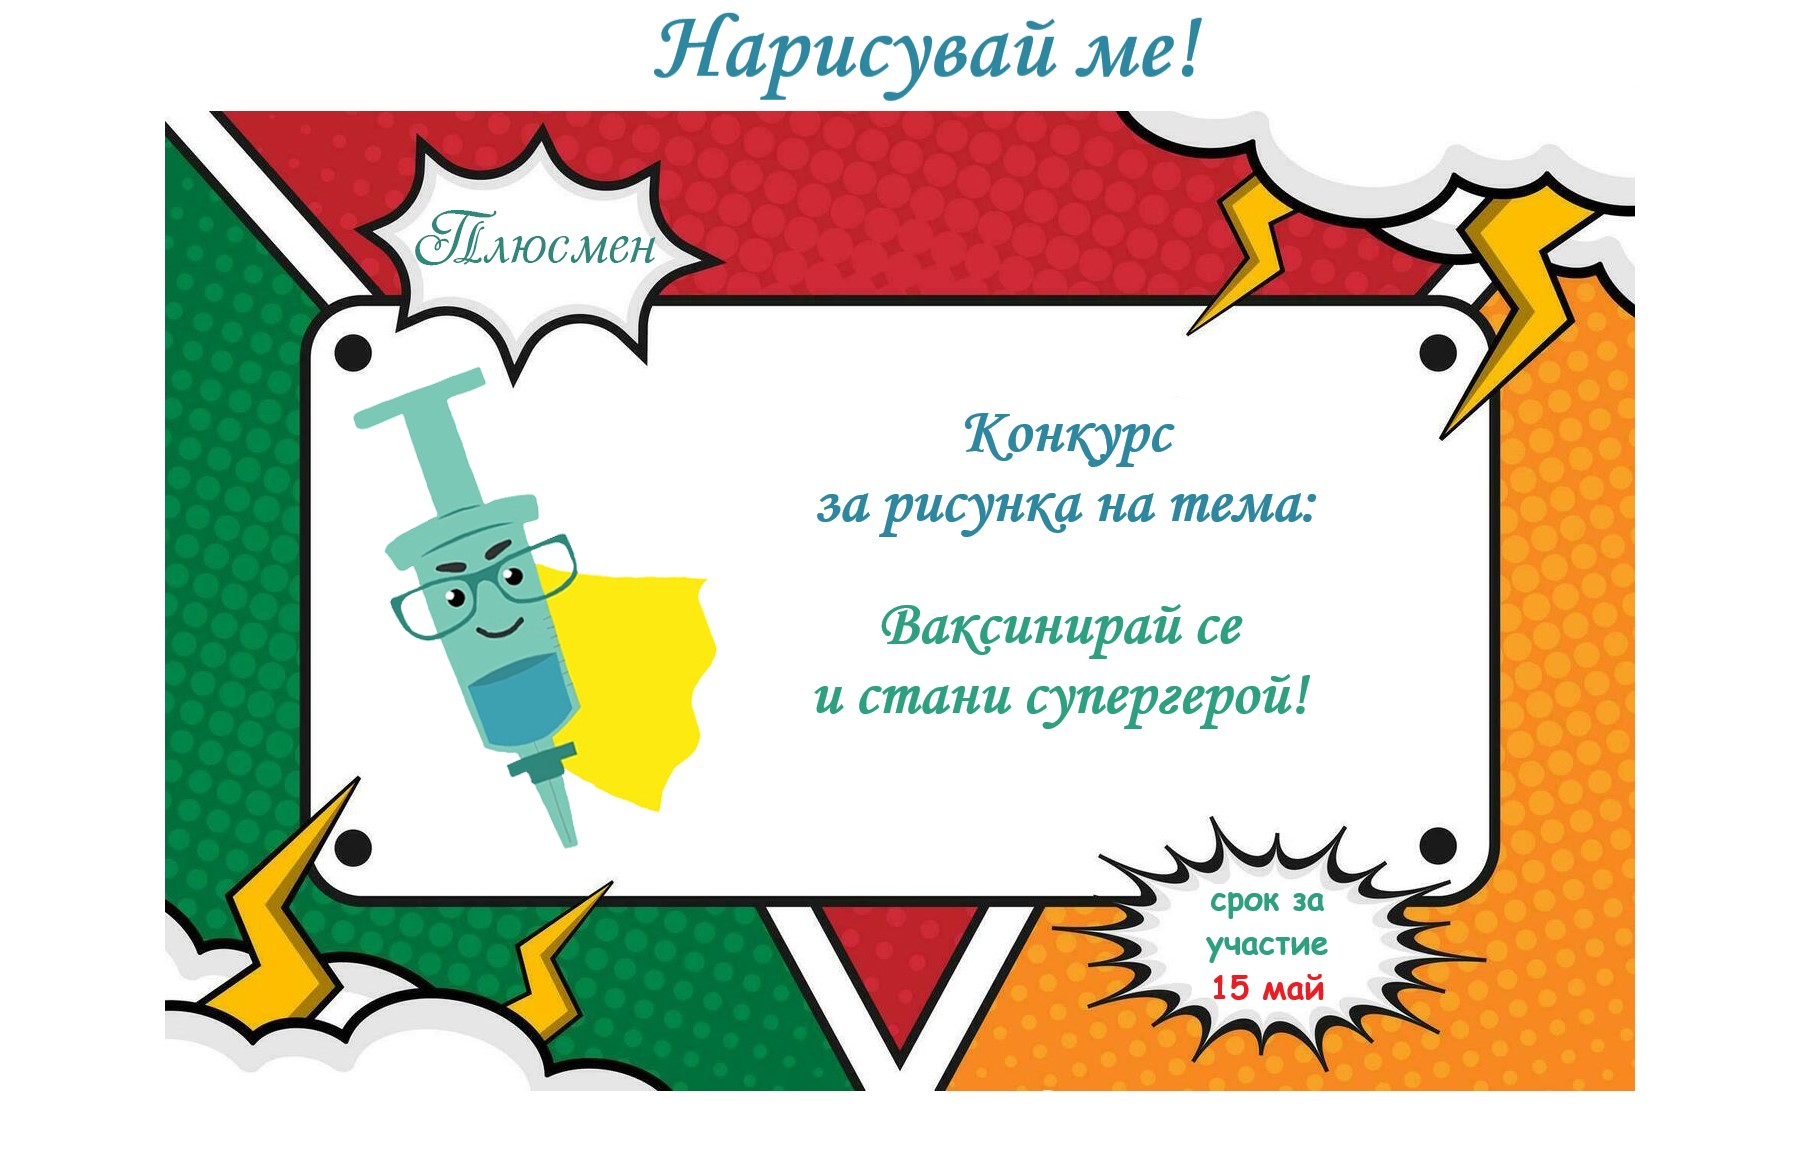 Нарисувай ме!
Плюсмен
Конкурс
за рисунка на тема:
Ваксинирай се
и стани супергерой!
срок за
участие
15 май